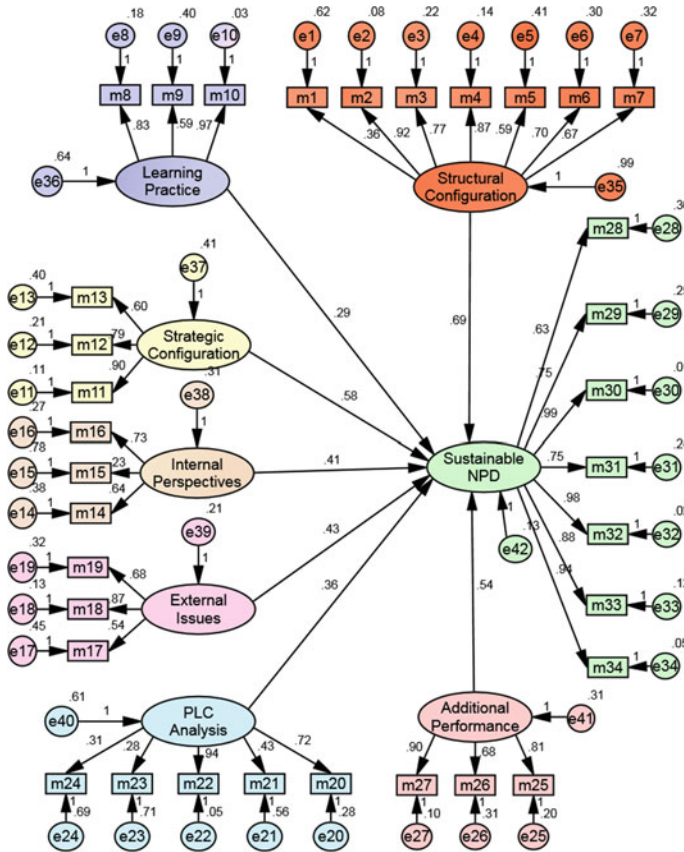 .18 .40 .03 .62 .08 .22 .14 .41 .30 .32
e8 e9 e10 e1 e2 e3 e4 e5 e6 e7
1 1 1 1 1 1 1 1 1 1
m8 m9 m10 m1 m2 m3 m4 m5 m6 m7
.83 .59 .97 .36 .92 .77 .87 .59 .70 .67
.64 .99
e36 1 Learning Practice
Structural Configuration 1 e35
m28 1 e28
.41
e37
1
.40
e13 1 m13 .60
.21
e12 1 m12 .79
.11
e11 1 m11 .90
Strategic Configuration
.29
.69
.63
m29 1 e29
.75
.58
.31
e38
1
.27
e16 1 m16 .73
.78
e15 1 m15 .23
.38
e14 1 m14 .64
Internal Perspectives
.41
Sustainable NPD
.99
m30 1 e30
.75
m31 1 e31
.98
m32 1 e32
.88
m33 1 e33
.94
.05
m34 1 e34
1
.13
e42
.21
e39
1
.32
e19 1 m19 .68
.13
e18 1 m18 .87
.45
e17 1 m17 .54
External Issues
.43
.36
.54
.61
e40 1 PLC Analysis
Additional Performance 1 e41
.31
.31 .28 .94 .43 .72 .90 .68 .81
m24 m23 m22 m21 m20 m27 m26 m25
1 1 1 1 1 1 1 1
.69 .71 .05 .56 .28 .10 .31 .20
e24 e23 e22 e21 e20 e27 e26 e25